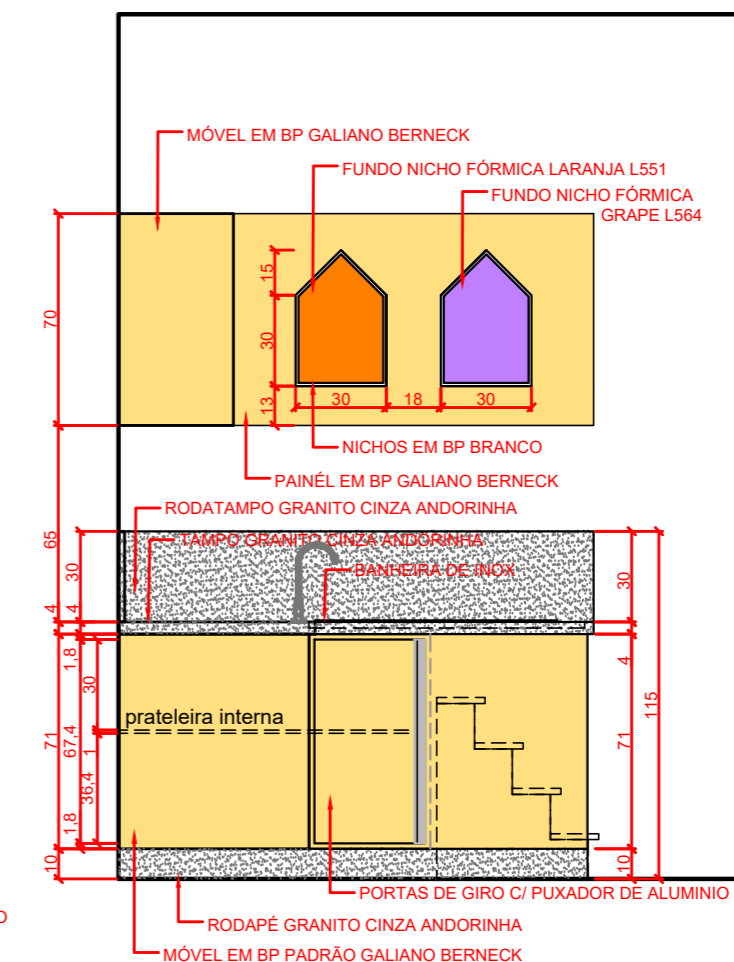 MÓVEL EM BP GALIANO BERNECK
FUNDO NICHO FÓRMICA LARANJA L551
FUNDO NICHO FÓRMICA
GRAPE L564
15
70
30
13
30
18
30
NICHOS EM BP BRANCO
PAINÉL EM BP GALIANO BERNECK
RODATAMPO GRANITO CINZA ANDORINHA
65
TAMPO GRANITO CINZA ANDORINHA
30
BANHEIRA DE INOX
30
4
4
1,8
4
30
115
prateleira interna
71
67,4
1
71
36,4
1,8
10
10
PORTAS DE GIRO C/ PUXADOR DE ALUMINIO
O
RODAPÉ GRANITO CINZA ANDORINHA
MÓVEL EM BP PADRÃO GALIANO BERNECK